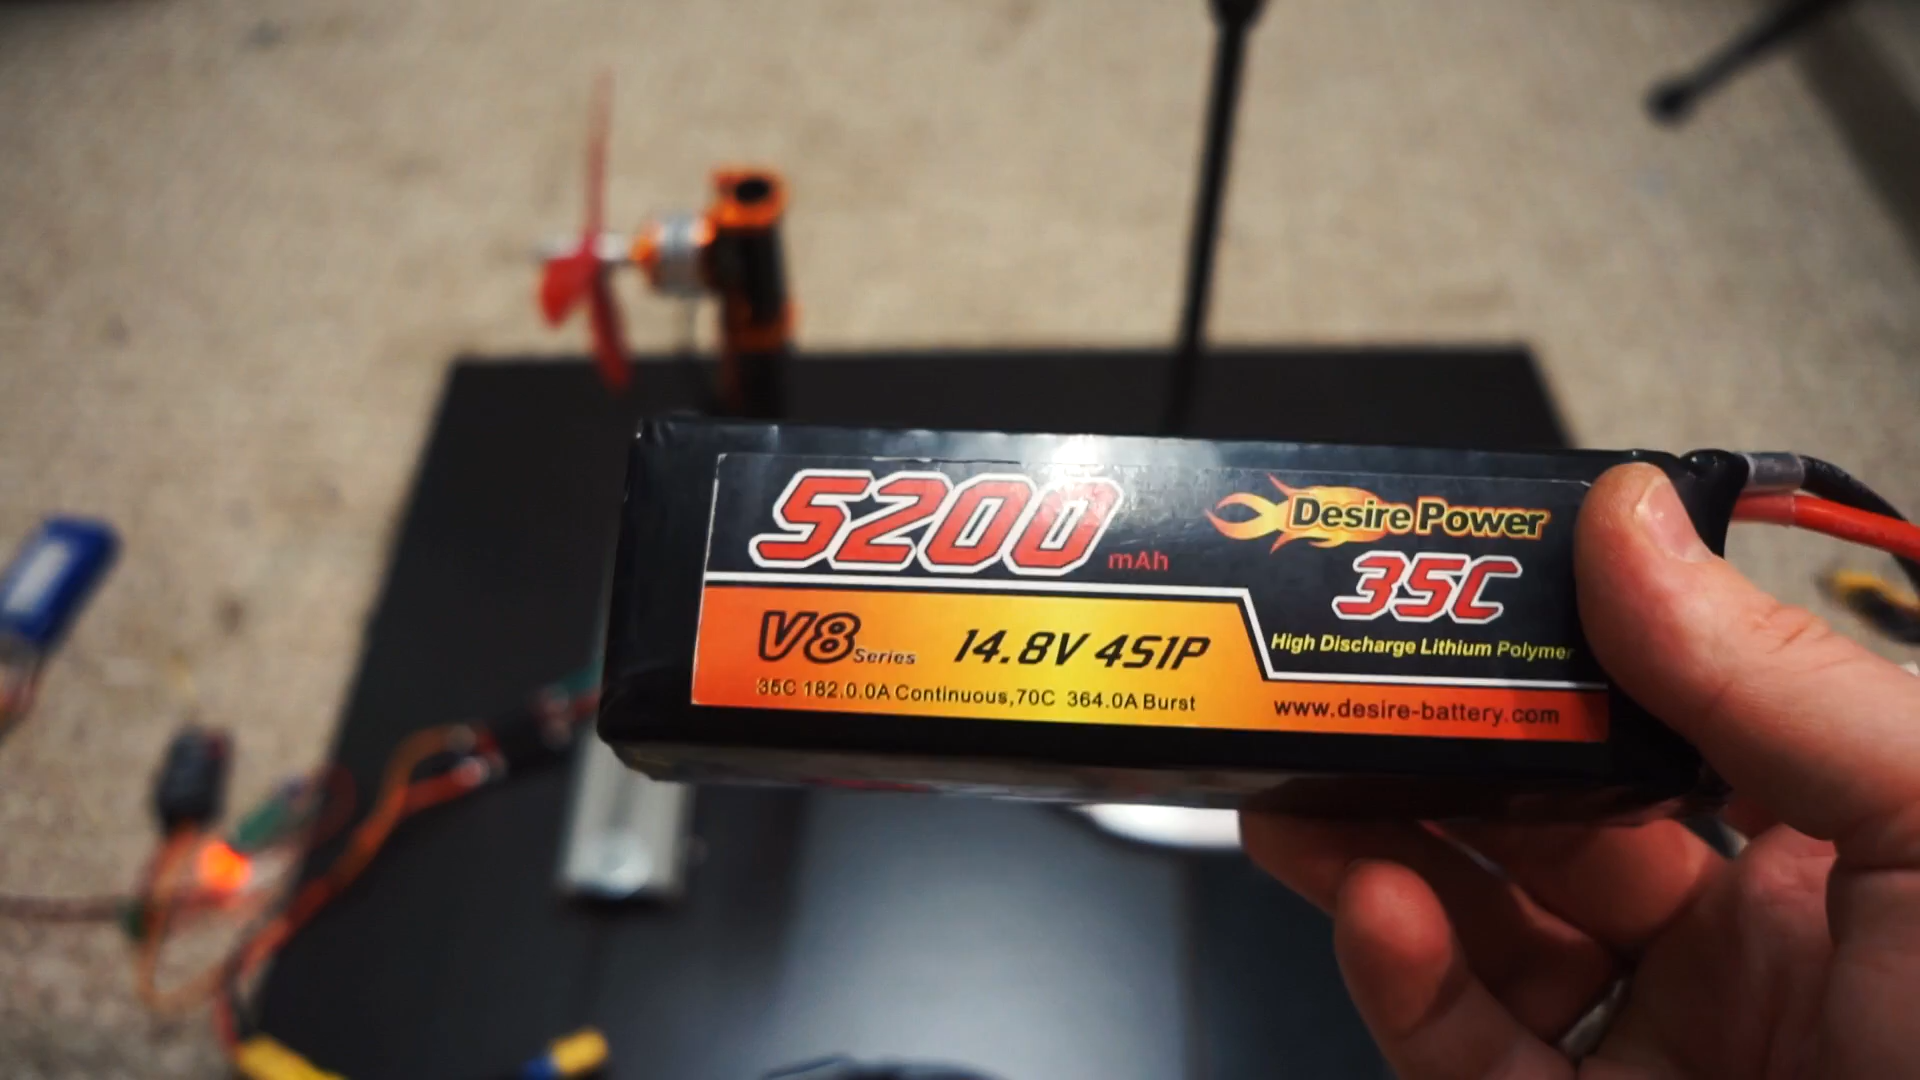 5200 mAh
Desire Power
35C
High Discharge Lithium Polymer
V8 Series 14.8V 4S1P
35C 182.0.0A Continuous,70C 364.0A Burst
www.desire-battery.com